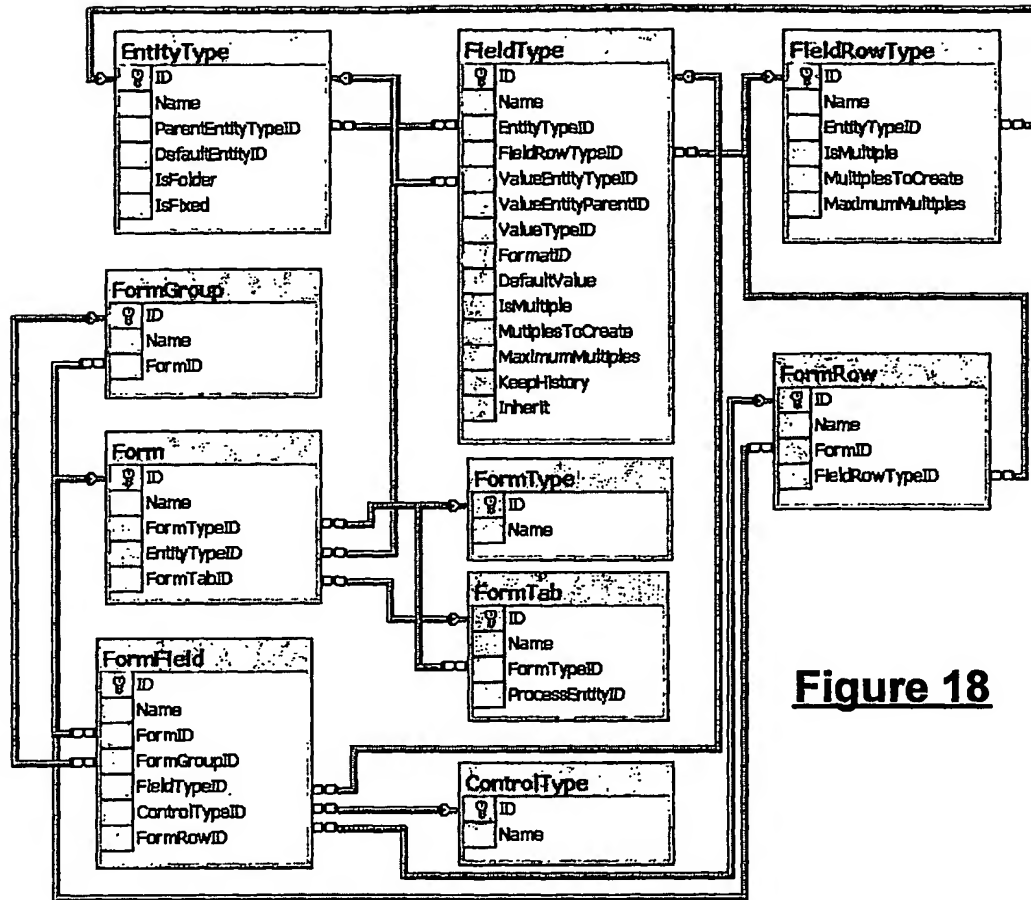 EntityType
ID
Name
ParentEntityTypeID
DefaultEntityID
IsFolder
IsFixed
FieldType
ID
Name
EntityTypeID
FieldRowTypeID
ValueEntityTypeID
ValueEntityParentID
ValueTypeID
FormatID
DefaultValue
IsMultiple
MutiplesToCreate
MaximumMultiples
KeepHistory
Inherit
FieldRowType
ID
Name
EntityTypeID
IsMultiple
MultiplesToCreate
MaximumMultiples
FormGroup
ID
Name
FormID
FormRow
ID
Name
FormID
FieldRowTypeID
Form
ID
Name
FormTypeID
EntityTypeID
FormTabID
FormType
ID
Name
FormTab
ID
Name
FormTypeID
ProcessEntityID
FormField
ID
Name
FormID
FormGroupID
FieldTypeID
ControlTypeID
FormRowID
ControlType
ID
Name
Figure 18